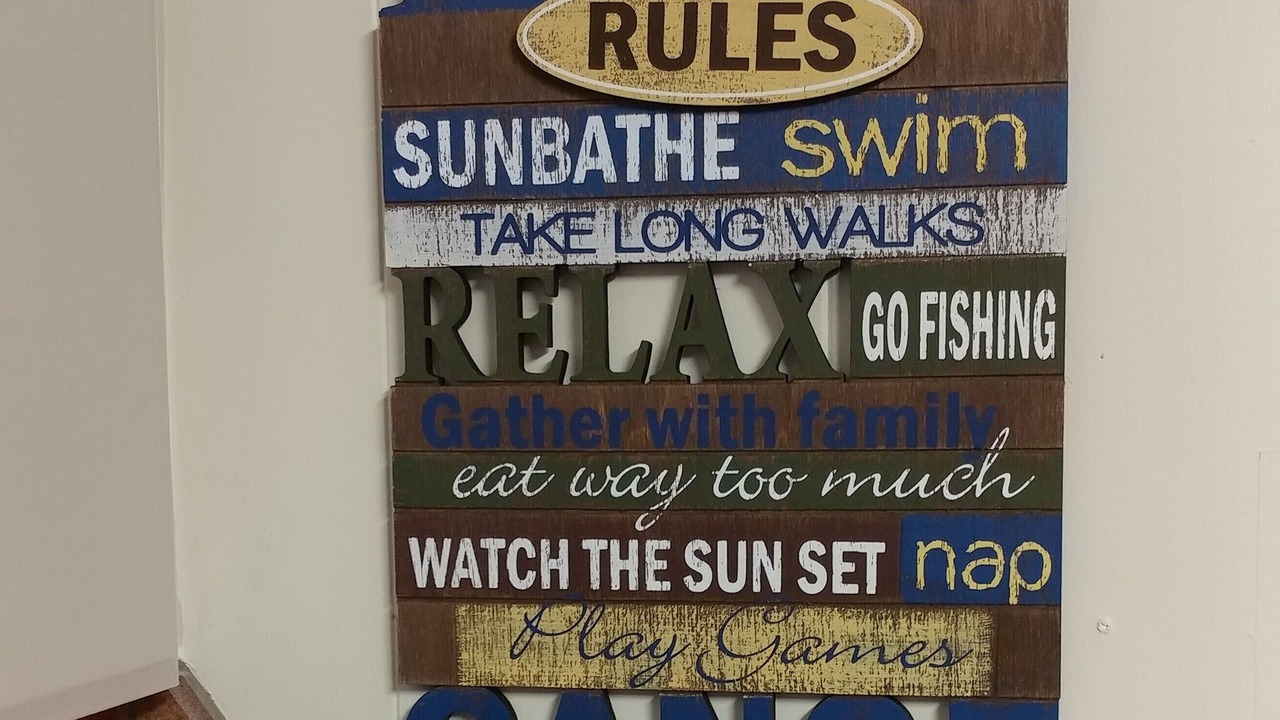 RULES
SUNBATHE swim
TAKE LONG WALKS
RELAX GO FISHING
Gather with family
eat way too much
WATCH THE SUN SET nap
Play Games